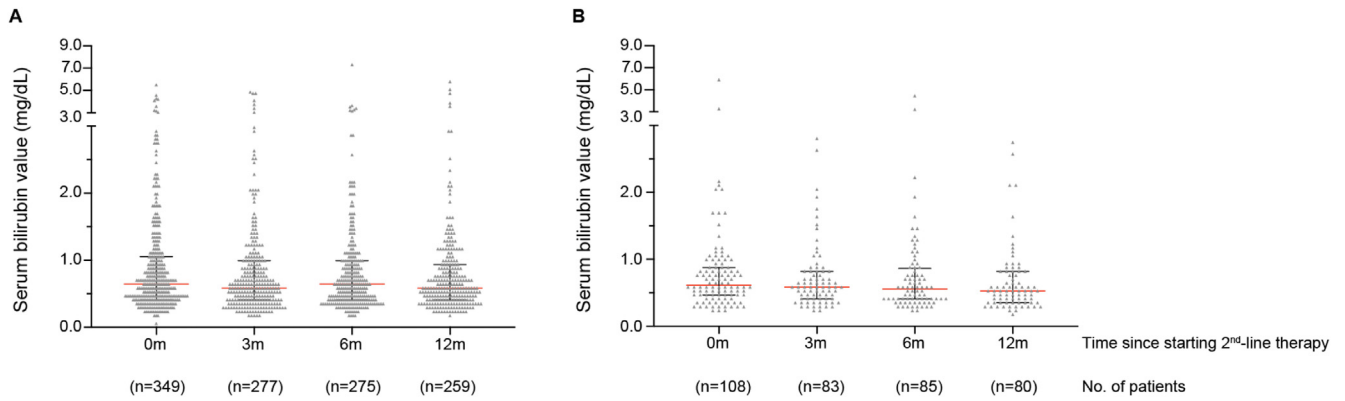 A
B
Serum bilirubin value (mg/dL)
9.0
7.0
5.0
3.0
2.0
1.0
0.0
0m
3m
6m
12m
(n=349)
(n=277)
(n=275)
(n=259)
Serum bilirubin value (mg/dL)
9.0
7.0
5.0
3.0
2.0
1.0
0.0
0m
3m
6m
12m
Time since starting 2nd-line therapy
(n=108)
(n=83)
(n=85)
(n=80)
No. of patients